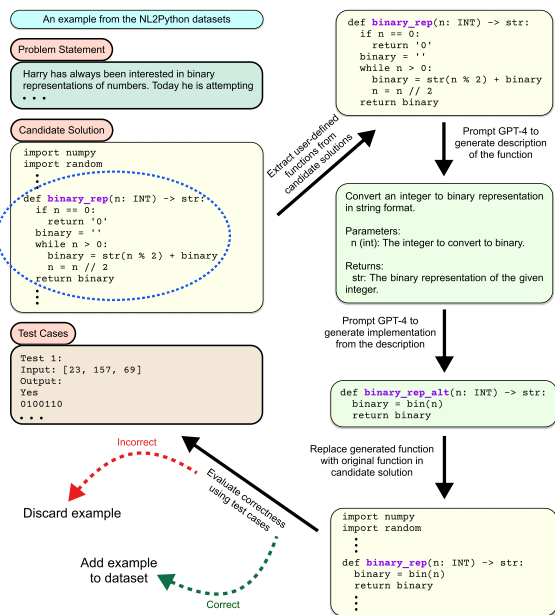 An example from the NL2Python datasets
Problem Statement
Harry has always been interested in binary
representations of numbers. Today he is attempting
• • •
Candidate Solution
import numpy
import random
def binary_rep(n: INT) -> str:
if n == 0:
return '0'
binary = ''
while n > 0:
binary = str(n % 2) + binary
n = n // 2
return binary
Test Cases
Test 1:
Input: [23, 157, 69]
Output:
Yes
0100110
• • •
Extract user-defined
functions from
candidate solutions
def binary_rep(n: INT) -> str:
if n == 0:
return '0'
binary = ''
while n > 0:
binary = str(n % 2) + binary
n = n // 2
return binary
Prompt GPT-4 to
generate description
of the function
Convert an integer to binary representation
in string format.
Parameters:
n (int): The integer to convert to binary.
Returns:
str: The binary representation of the given
integer.
Prompt GPT-4 to
generate implementation
from the description
def binary_rep_alt(n: INT) -> str:
binary = bin(n)
return binary
Replace generated function
with original function in
candidate solution
import numpy
import random
def binary_rep(n: INT) -> str:
binary = bin(n)
return binary
Evaluate correctness
using test cases
Incorrect
Discard example
Add example
to dataset
Correct